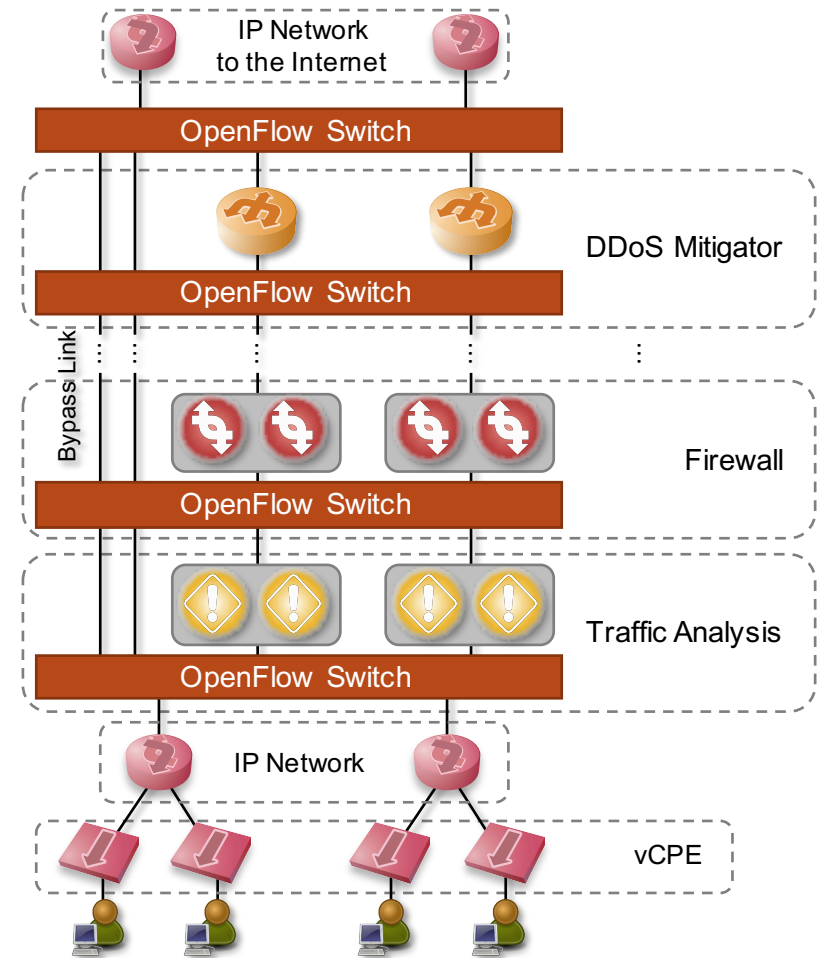 IP Network
to the Internet
OpenFlow Switch
DDoS Mitigator
OpenFlow Switch
Bypass Link
... ... ... ... ...
Firewall
OpenFlow Switch
Traffic Analysis
OpenFlow Switch
IP Network
vCPE